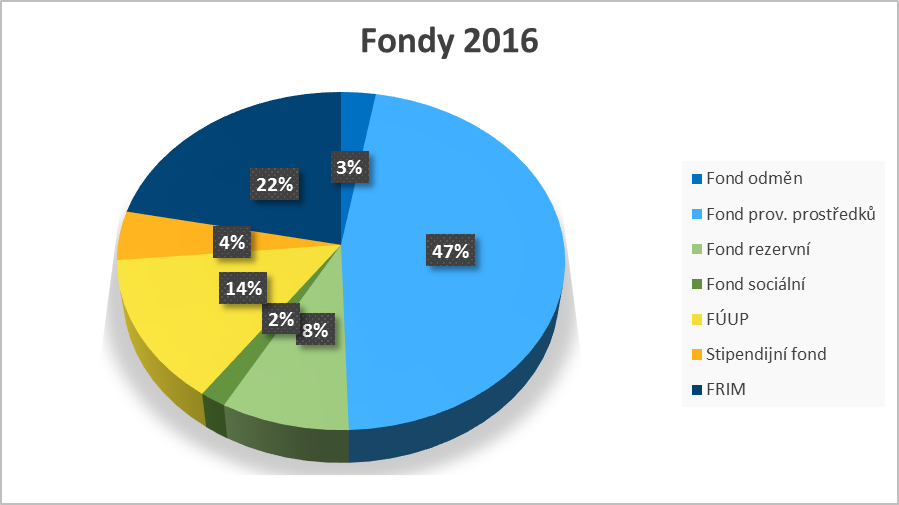 Fondy 2016
3%
47%
8%
2%
14%
4%
22%
Fond odměn
Fond prov. prostředků
Fond rezervní
Fond sociální
FÚUP
Stipendijní fond
FRIM